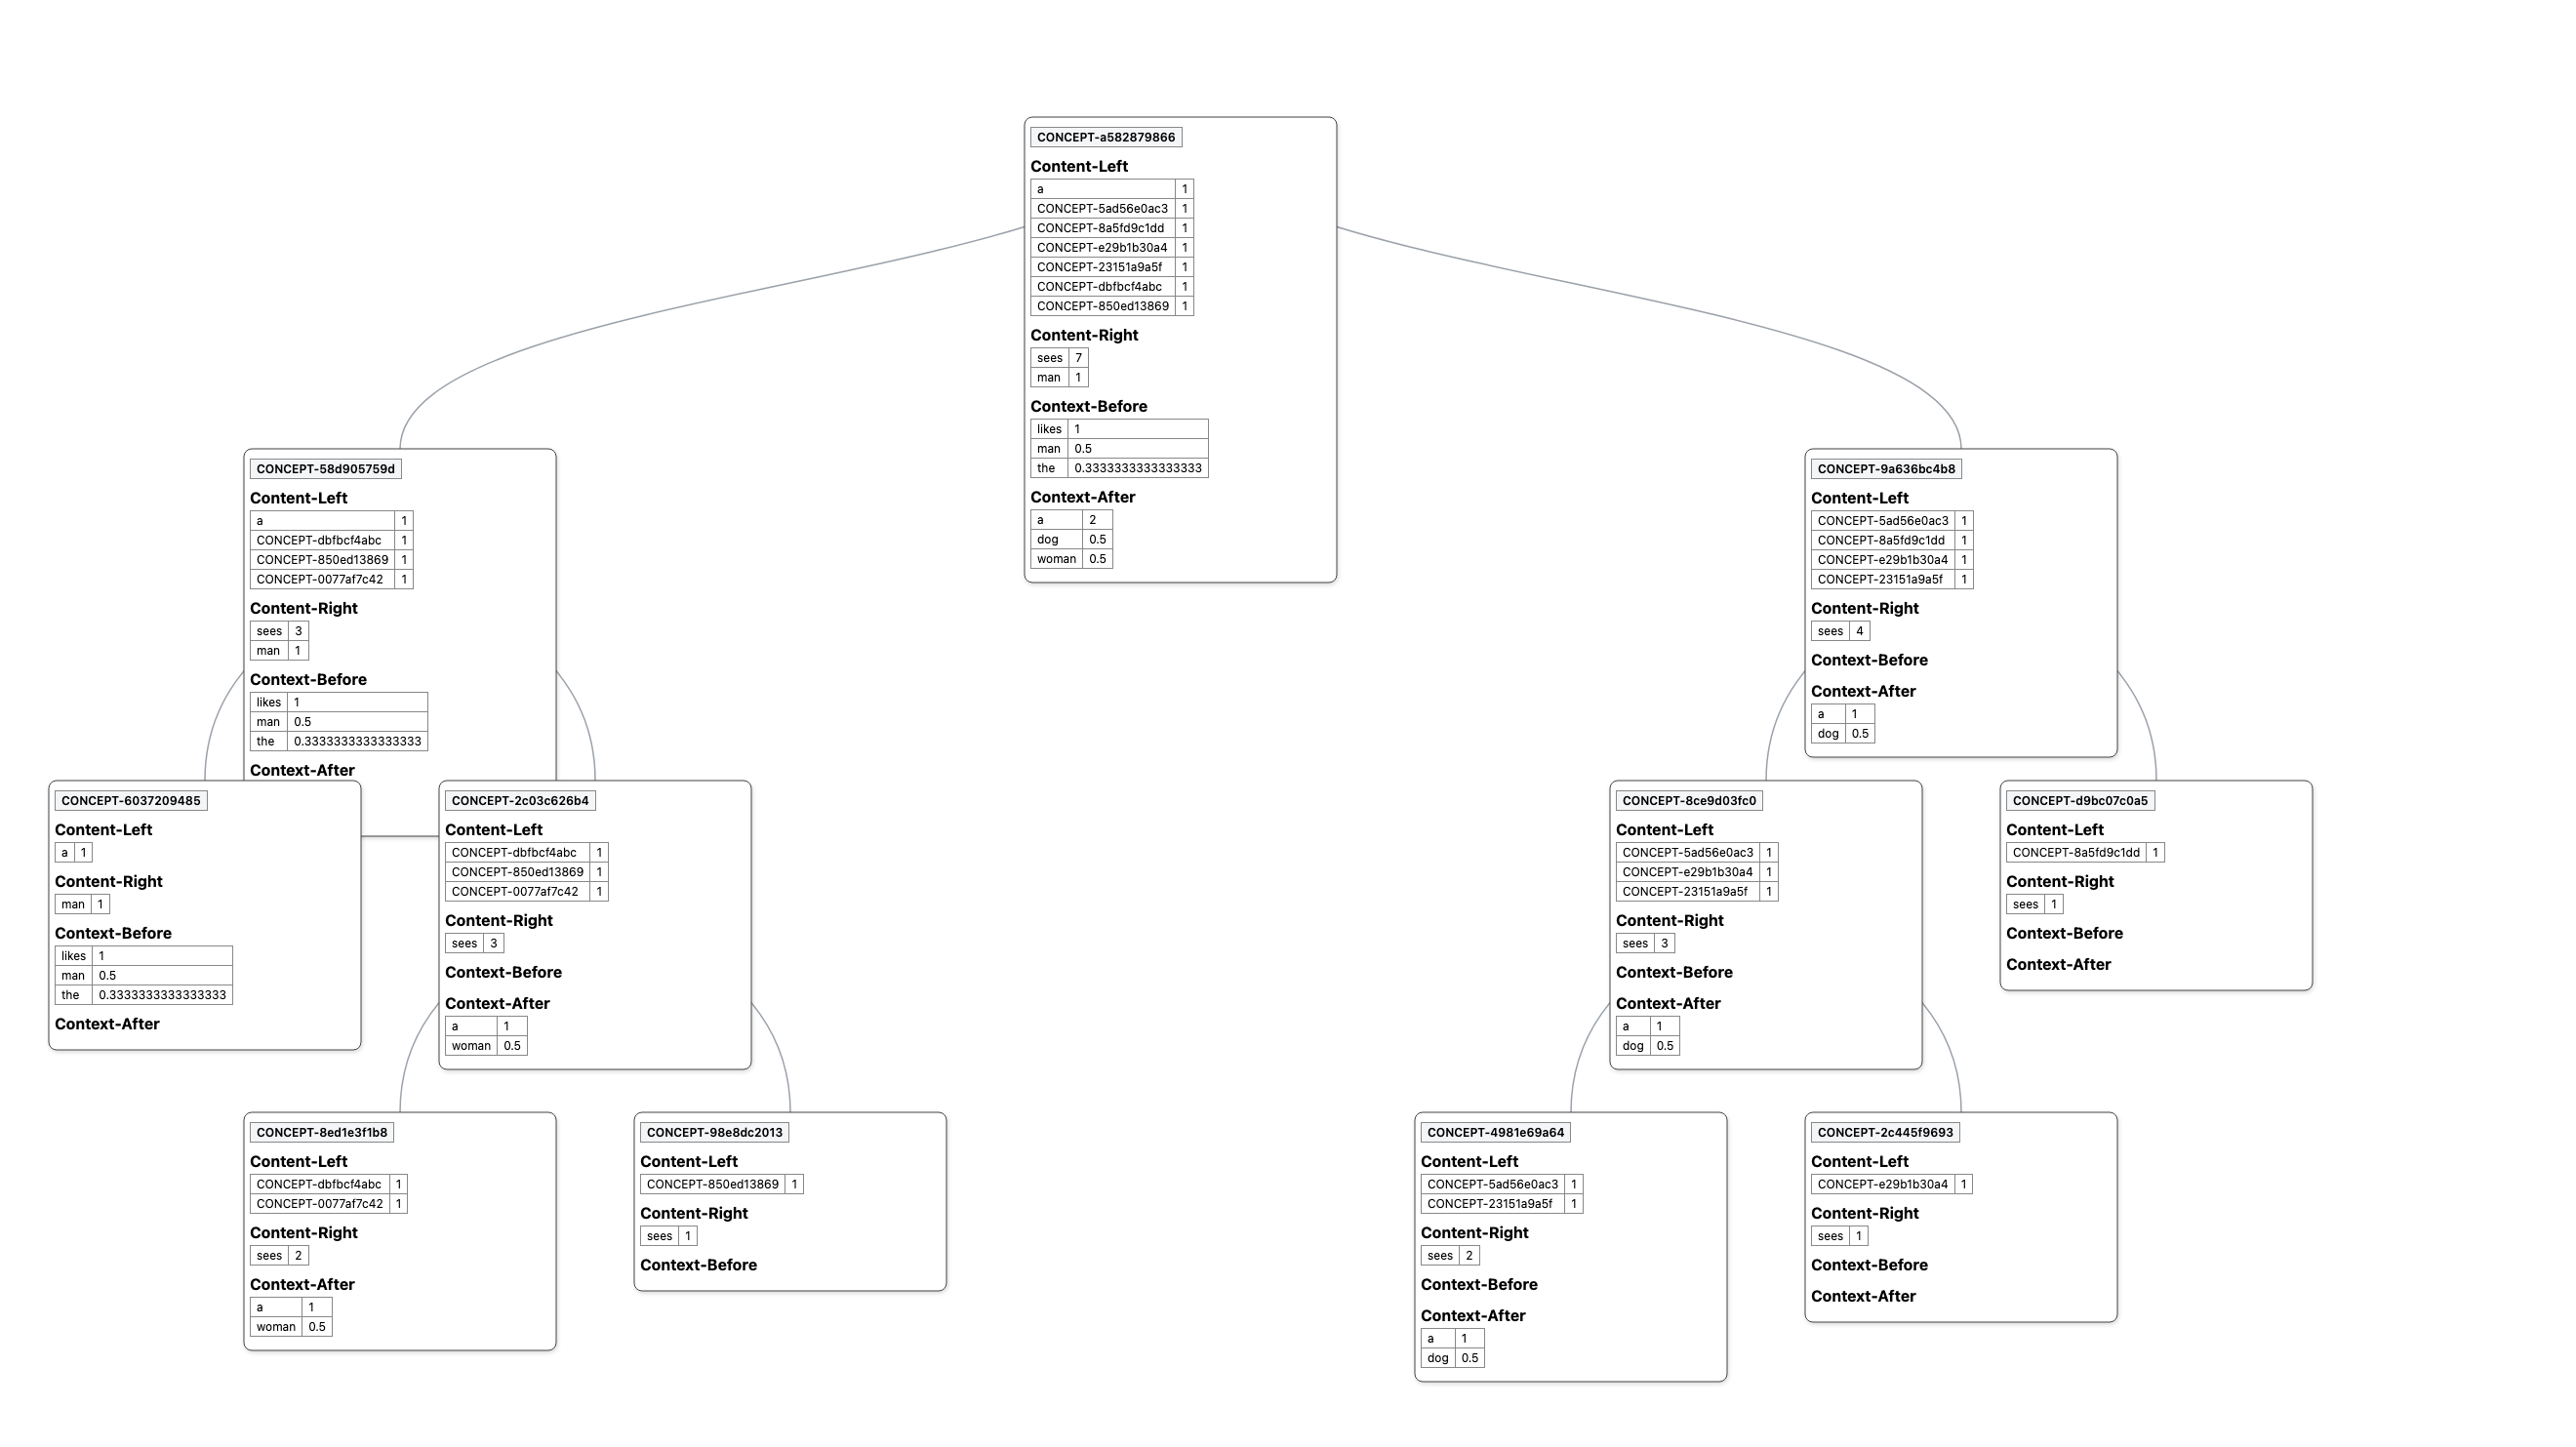 CONCEPT-a582879866
Content-Left
a 1
CONCEPT-5ad56e0ac3 1
CONCEPT-8a5fd9c1dd 1
CONCEPT-e29b1b30a4 1
CONCEPT-23151a9a5f 1
CONCEPT-dbfbcf4abc 1
CONCEPT-850ed13869 1
Content-Right
sees 7
man 1
Context-Before
likes 1
man 0.5
the 0.3333333333333333
Context-After
a 2
dog 0.5
woman 0.5
CONCEPT-58d905759d
Content-Left
a 1
CONCEPT-dbfbcf4abc 1
CONCEPT-850ed13869 1
CONCEPT-0077af7c42 1
Content-Right
sees 3
man 1
Context-Before
likes 1
man 0.5
the 0.3333333333333333
Context-After
CONCEPT-9a636bc4b8
Content-Left
CONCEPT-5ad56e0ac3 1
CONCEPT-8a5fd9c1dd 1
CONCEPT-e29b1b30a4 1
CONCEPT-23151a9a5f 1
Content-Right
sees 4
Context-Before
Context-After
a 1
dog 0.5
CONCEPT-6037209485
Content-Left
a 1
Content-Right
man 1
Context-Before
likes 1
man 0.5
the 0.3333333333333333
Context-After
CONCEPT-2c03c626b4
Content-Left
CONCEPT-dbfbcf4abc 1
CONCEPT-850ed13869 1
CONCEPT-0077af7c42 1
Content-Right
sees 3
Context-Before
Context-After
a 1
woman 0.5
CONCEPT-8ce9d03fc0
Content-Left
CONCEPT-5ad56e0ac3 1
CONCEPT-e29b1b30a4 1
CONCEPT-23151a9a5f 1
Content-Right
sees 3
Context-Before
Context-After
a 1
dog 0.5
CONCEPT-d9bc07c0a5
Content-Left
CONCEPT-8a5fd9c1dd 1
Content-Right
sees 1
Context-Before
Context-After
CONCEPT-8ed1e3f1b8
Content-Left
CONCEPT-dbfbcf4abc 1
CONCEPT-0077af7c42 1
Content-Right
sees 2
Context-After
a 1
woman 0.5
CONCEPT-98e8dc2013
Content-Left
CONCEPT-850ed13869 1
Content-Right
sees 1
Context-Before
CONCEPT-4981e69a64
Content-Left
CONCEPT-5ad56e0ac3 1
CONCEPT-23151a9a5f 1
Content-Right
sees 2
Context-Before
Context-After
a 1
dog 0.5
CONCEPT-2c445f9693
Content-Left
CONCEPT-e29b1b30a4 1
Content-Right
sees 1
Context-Before
Context-After